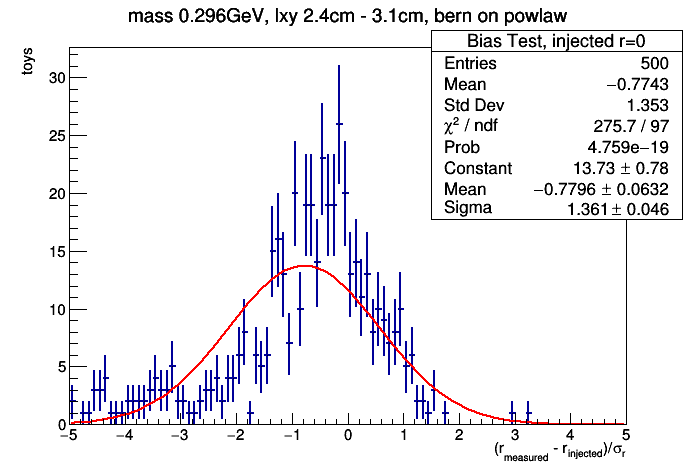 mass 0.296GeV, lxy 2.4cm - 3.1cm, bern on powlaw
toys
Bias Test, injected r=0
Entries 500
Mean −0.7743
Std Dev 1.353
χ² / ndf 275.7 / 97
Prob 4.759e−19
Constant 13.73 ± 0.78
Mean −0.7796 ± 0.0632
Sigma 1.361 ± 0.046
30
25
20
15
10
5
0
−5 −4 −3 −2 −1 0 1 2 3 4 5
(r_measured - r_injected)/σ_r